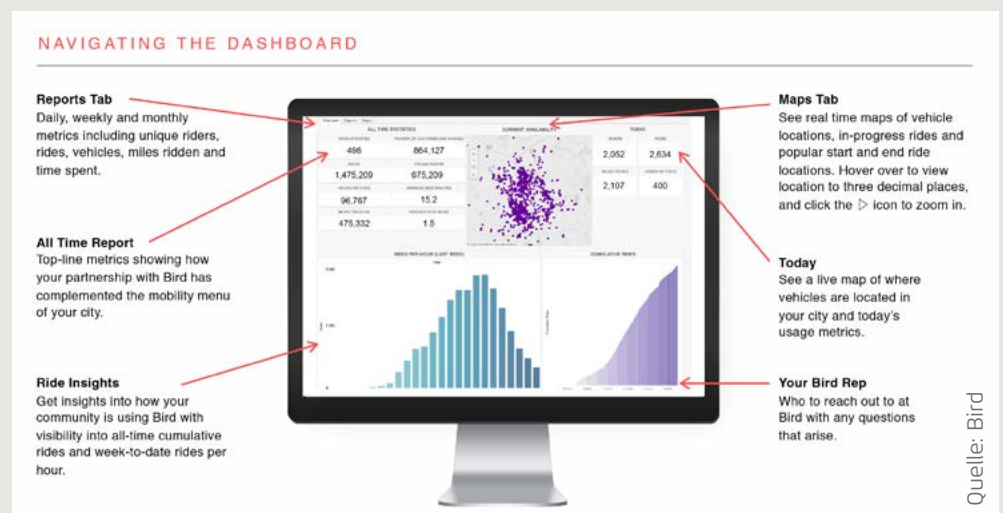 NAVIGATING THE DASHBOARD
Reports Tab
Daily, weekly and monthly
metrics including unique riders,
rides, vehicles, miles ridden and
time spent.
All Time Report
Top-line metrics showing how
your partnership with Bird has
complemented the mobility menu
of your city.
Ride Insights
Get insights into how your
community is using Bird with
visibility into all-time cumulative
rides and week-to-date rides per
hour.
ALL TIME STATISTICS
498 864,127
1,475,209 675,209
96,767 15.2
475,332 1.5
CURRENT AVAILABILITY
TODAY
2,052 2,634
2,107 400
RIDES PER HOUR (LAST WEEK)
CUMULATIVE RIDES
Maps Tab
See real time maps of vehicle
locations, in-progress rides and
popular start and end ride
locations. Hover over to view
location to three decimal places,
and click the ▷ icon to zoom in.
Today
See a live map of where
vehicles are located in
your city and today's
usage metrics.
Your Bird Rep
Who to reach out to at
Bird with any questions
that arise.
Quelle: Bird